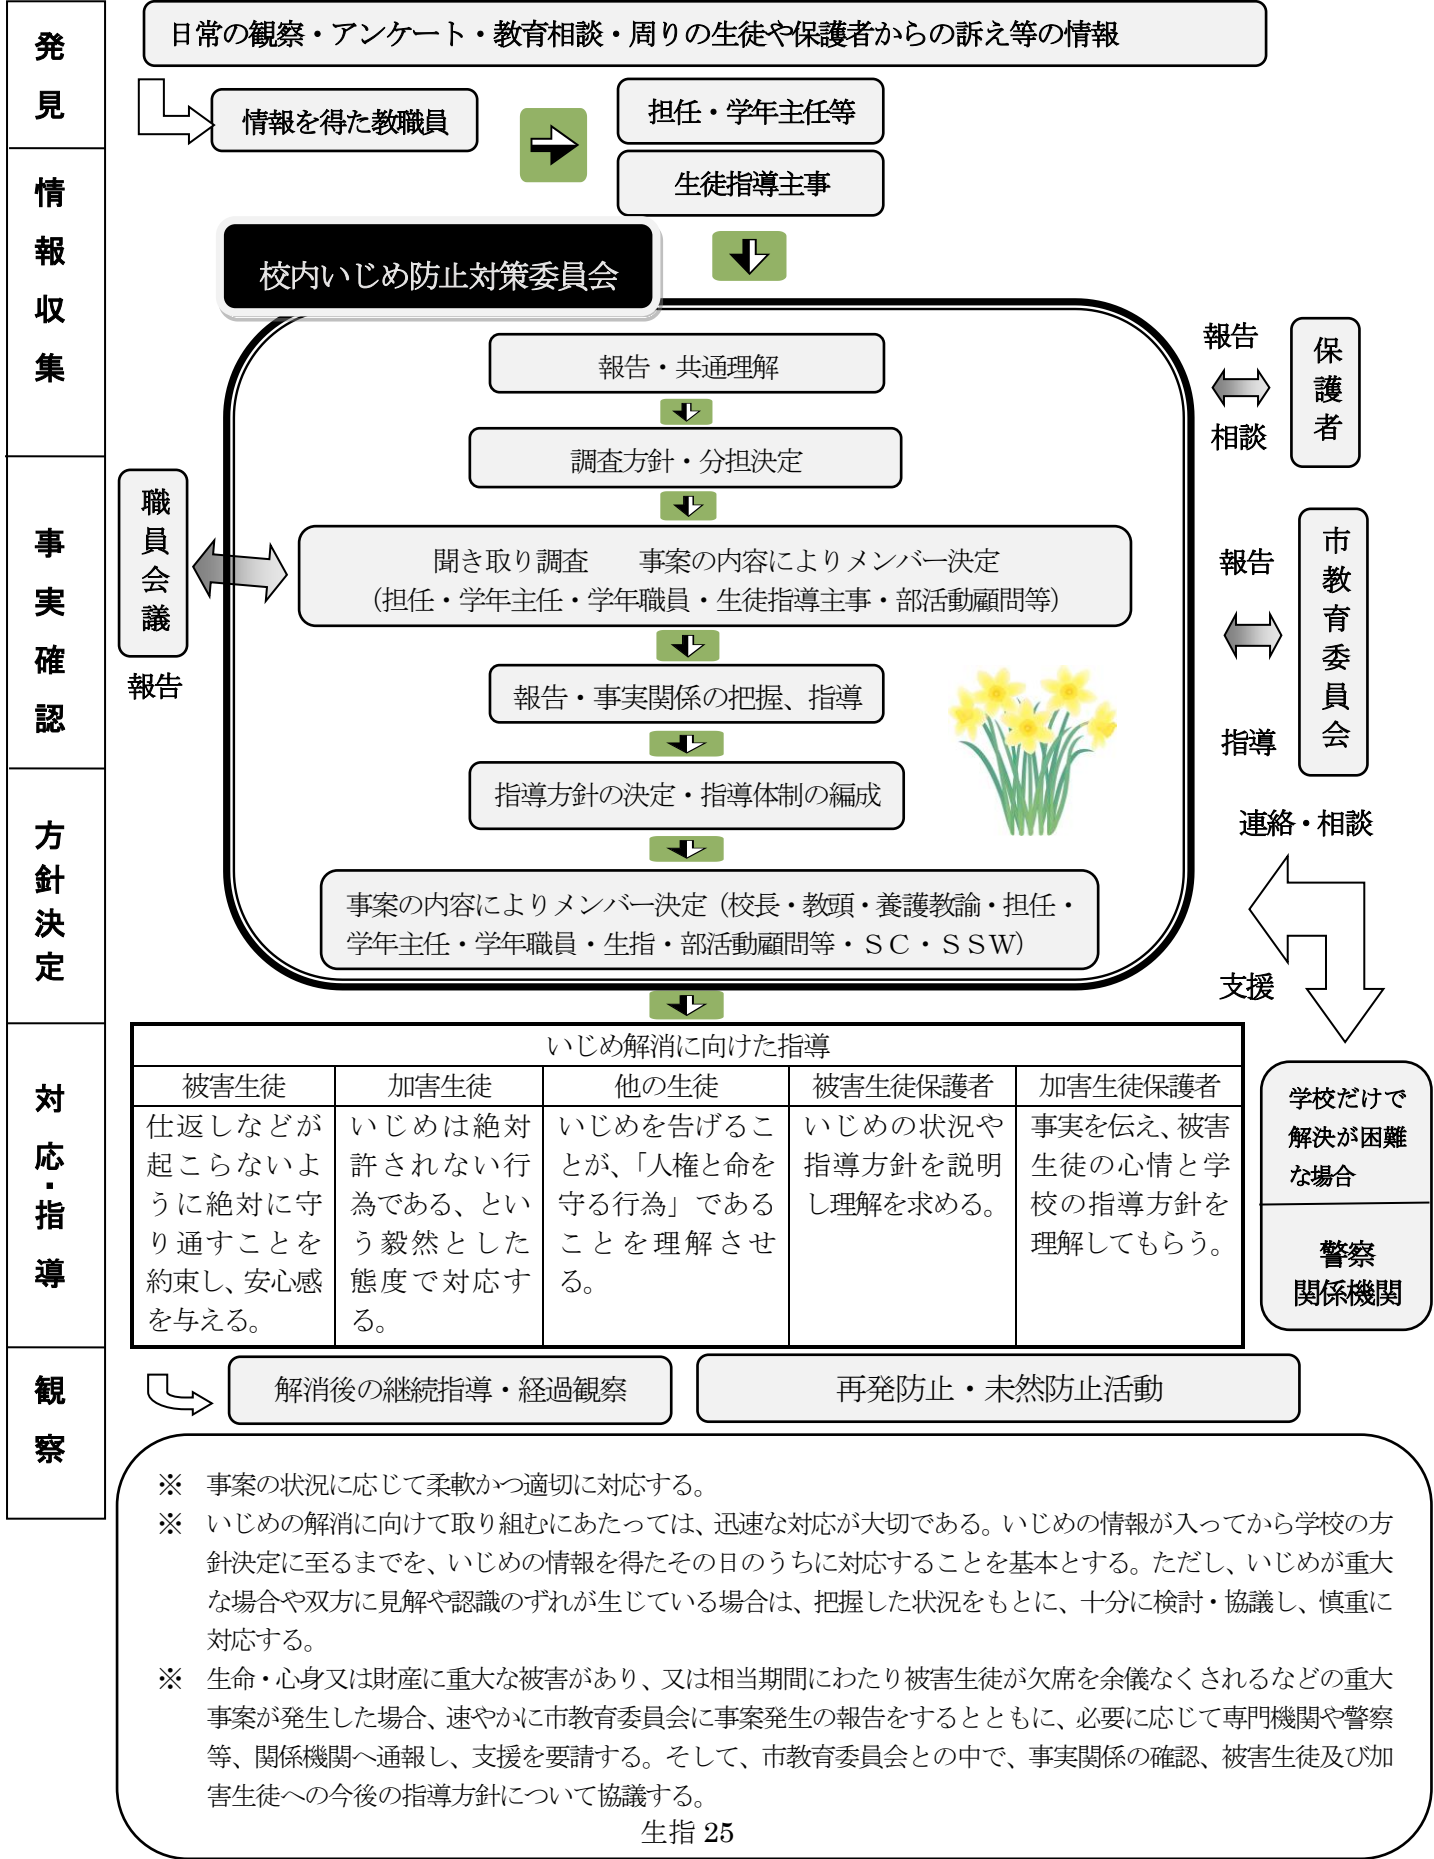 発見
日常の観察・アンケート・教育相談・周りの生徒や保護者からの訴え等の情報
情報を得た教職員
担任・学年主任等
生徒指導主事
情報収集
校内いじめ防止対策委員会
報告・共通理解
調査方針・分担決定
報告
相談
保護者
事実確認
職員会議
報告
聞き取り調査　　事案の内容によりメンバー決定
（担任・学年主任・学年職員・生徒指導主事・部活動顧問等）
報告・事実関係の把握、指導
報告
指導
市教育委員会
方針決定
指導方針の決定・指導体制の編成
事案の内容によりメンバー決定（校長・教頭・養護教諭・担任・
学年主任・学年職員・生指・部活動顧問等・ＳＣ・ＳＳＷ）
連絡・相談
支援
対応・指導
いじめ解消に向けた指導
被害生徒
仕返しなどが
起こらないよ
うに絶対に守
り通すことを
約束し、安心感
を与える。
加害生徒
いじめは絶対
許されない行
為である、とい
う毅然とした
態度で対応す
る。
他の生徒
いじめを告げるこ
とが、「人権と命を
守る行為」である
ことを理解させ
る。
被害生徒保護者
いじめの状況や
指導方針を説明
し理解を求める。
加害生徒保護者
事実を伝え、被害
生徒の心情と学
校の指導方針を
理解してもらう。
学校だけで
解決が困難
な場合
警察
関係機関
観察
解消後の継続指導・経過観察
再発防止・未然防止活動
※　事案の状況に応じて柔軟かつ適切に対応する。
※　いじめの解消に向けて取り組むにあたっては、迅速な対応が大切である。いじめの情報が入ってから学校の方
針決定に至るまでを、いじめの情報を得たその日のうちに対応することを基本とする。ただし、いじめが重大
な場合や双方に見解や認識のずれが生じている場合は、把握した状況をもとに、十分に検討・協議し、慎重に
対応する。
※　生命・心身又は財産に重大な被害があり、又は相当期間にわたり被害生徒が欠席を余儀なくされるなどの重大
事案が発生した場合、速やかに市教育委員会に事案発生の報告をするとともに、必要に応じて専門機関や警察
等、関係機関へ通報し、支援を要請する。そして、市教育委員会との中で、事実関係の確認、被害生徒及び加
害生徒への今後の指導方針について協議する。
生指 25